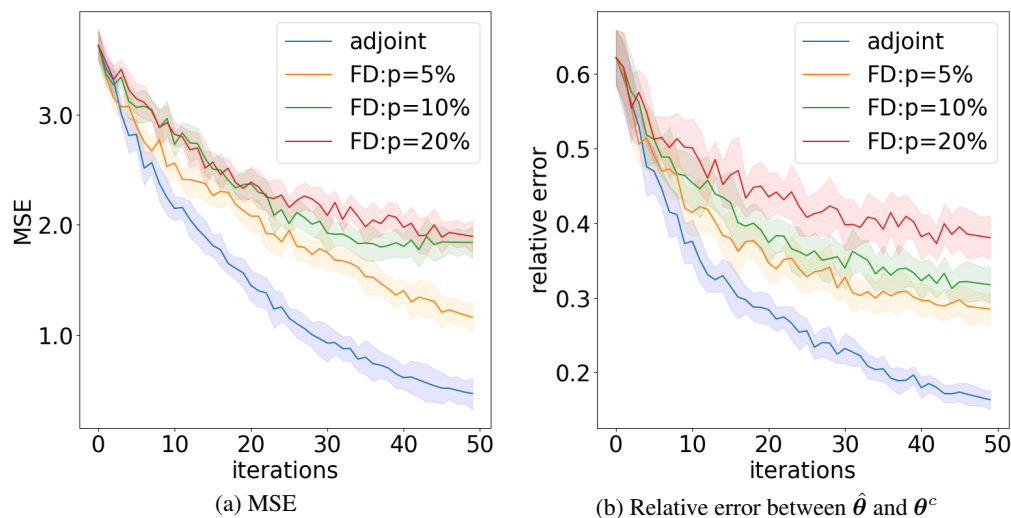 adjoint
FD:p=5%
FD:p=10%
FD:p=20%
3.0
2.0
1.0
MSE
0 10 20 30 40 50
iterations
(a) MSE
adjoint
FD:p=5%
FD:p=10%
FD:p=20%
0.6
0.5
0.4
0.3
0.2
relative error
0 10 20 30 40 50
iterations
(b) Relative error between θ̂ and θᶜ